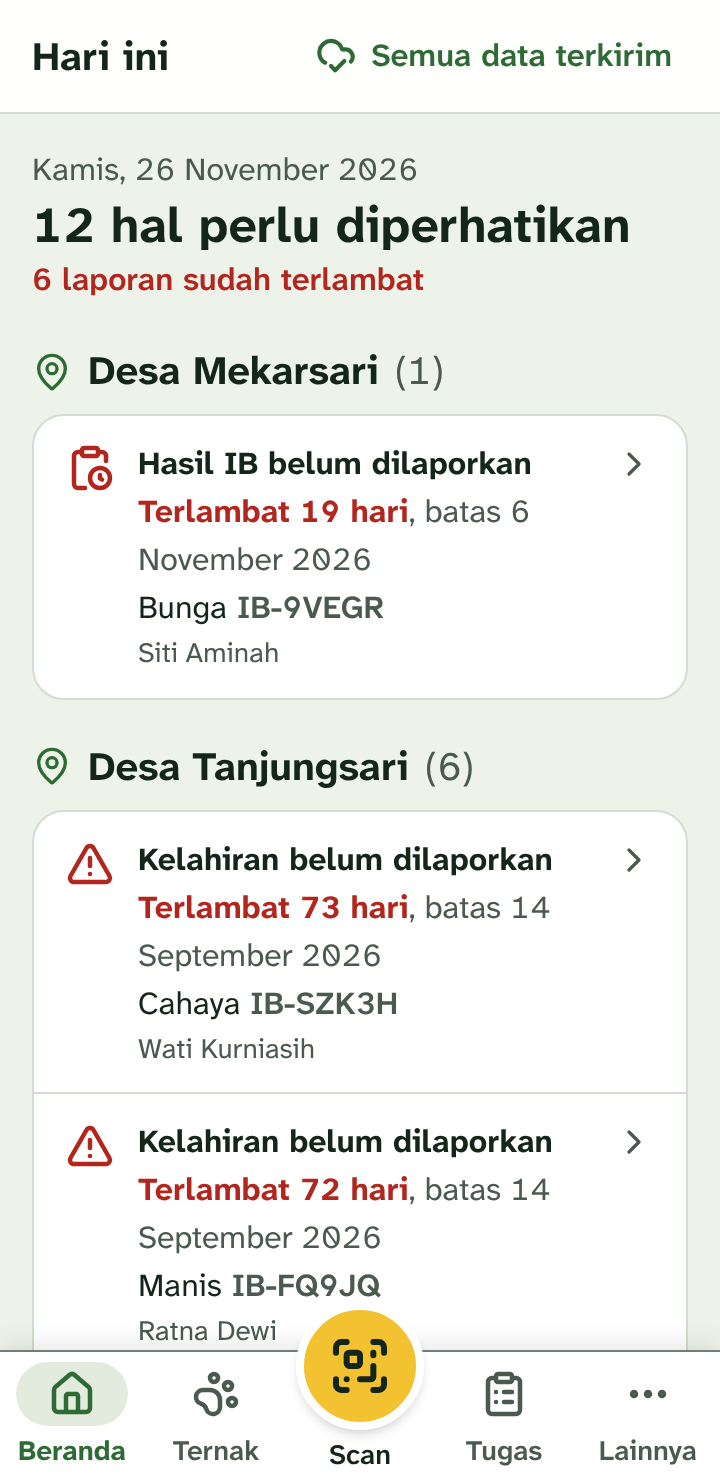 Hari ini
Semua data terkirim
Kamis, 26 November 2026
12 hal perlu diperhatikan
6 laporan sudah terlambat
Desa Mekarsari (1)
Hasil IB belum dilaporkan
Terlambat 19 hari, batas 6
November 2026
Bunga IB-9VEGR
Siti Aminah
Desa Tanjungsari (6)
Kelahiran belum dilaporkan
Terlambat 73 hari, batas 14
September 2026
Cahaya IB-SZK3H
Wati Kurniasih
Kelahiran belum dilaporkan
Terlambat 72 hari, batas 14
September 2026
Manis IB-FQ9JQ
Ratna Dewi
Beranda
Ternak
Scan
Tugas
Lainnya